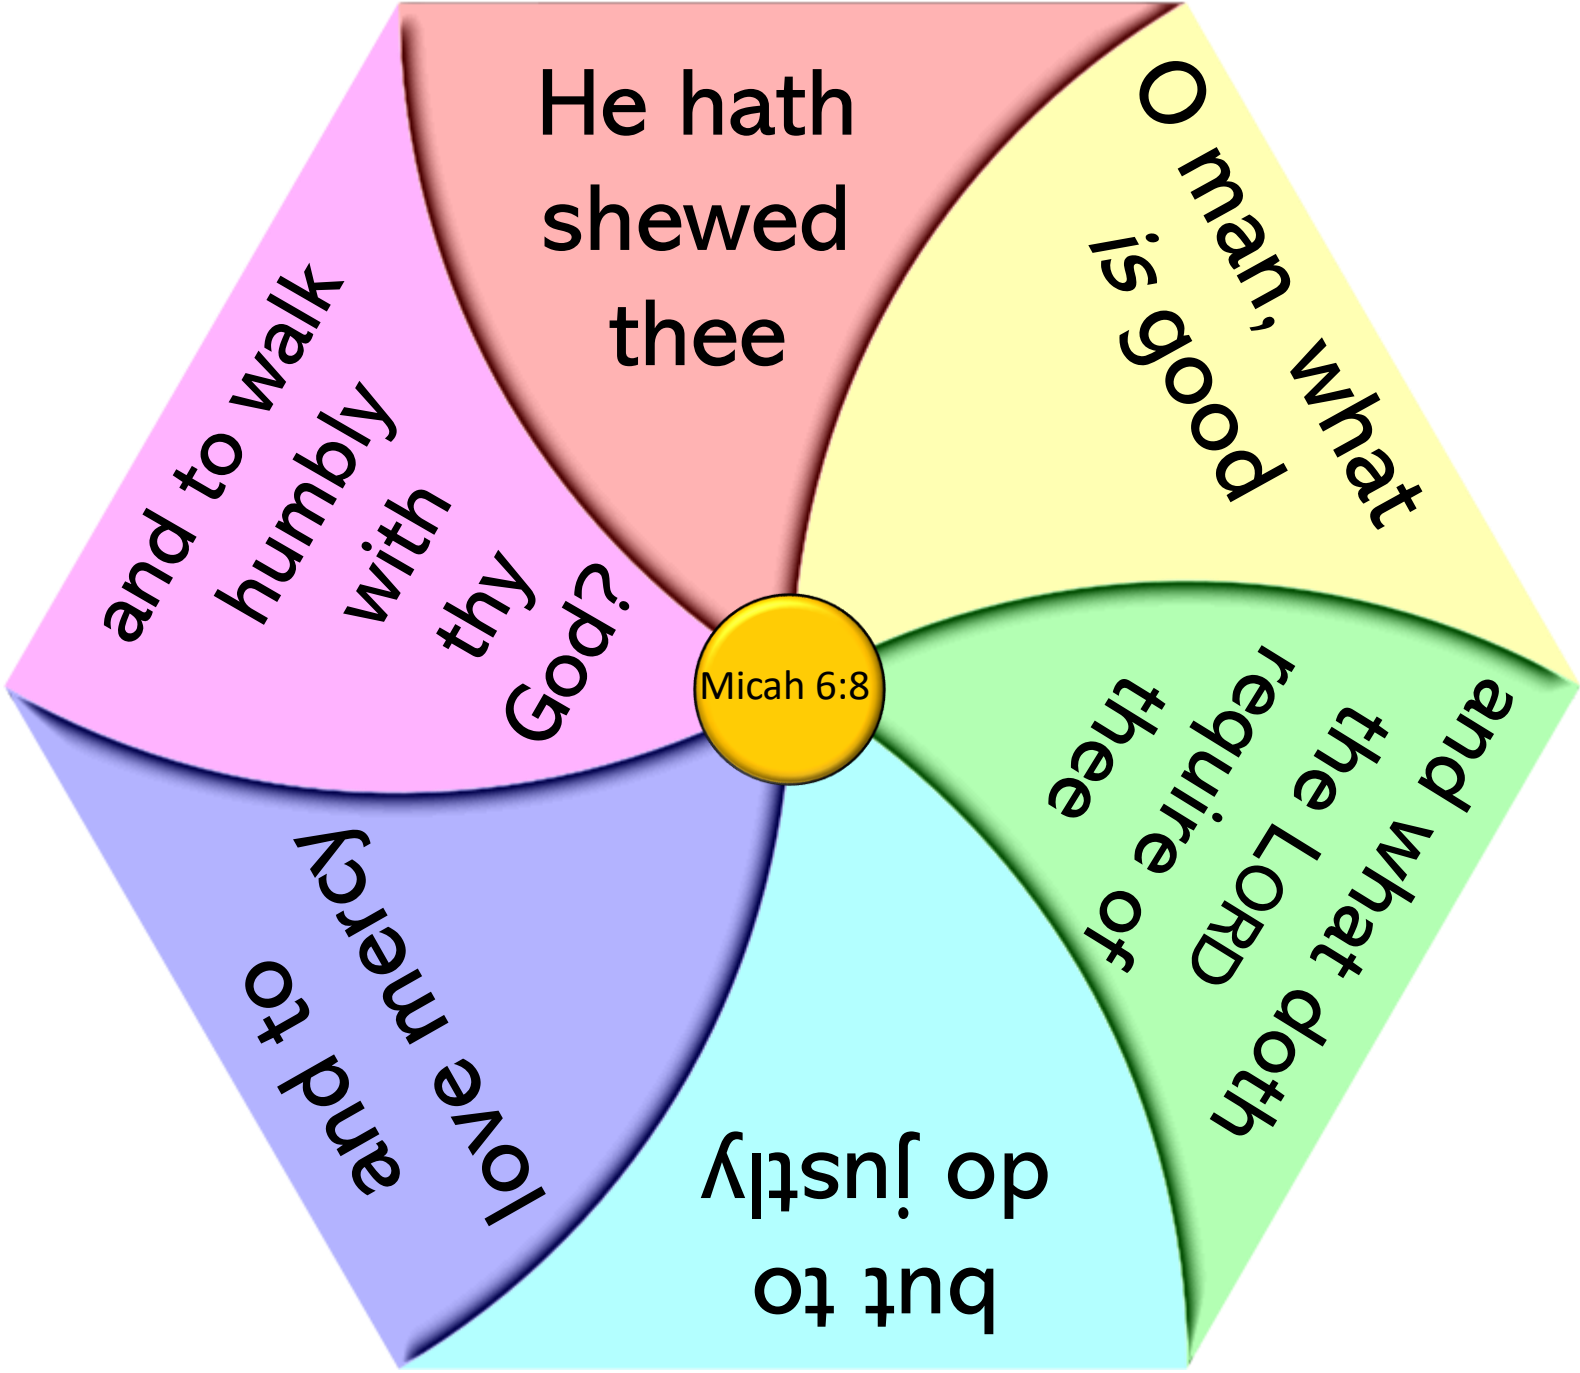 He hath
shewed
thee
O man, what
is good
and what doth
the LORD
require of
thee
but to
do justly
and to
love mercy
and to walk
humbly
with
thy
God?
Micah 6:8